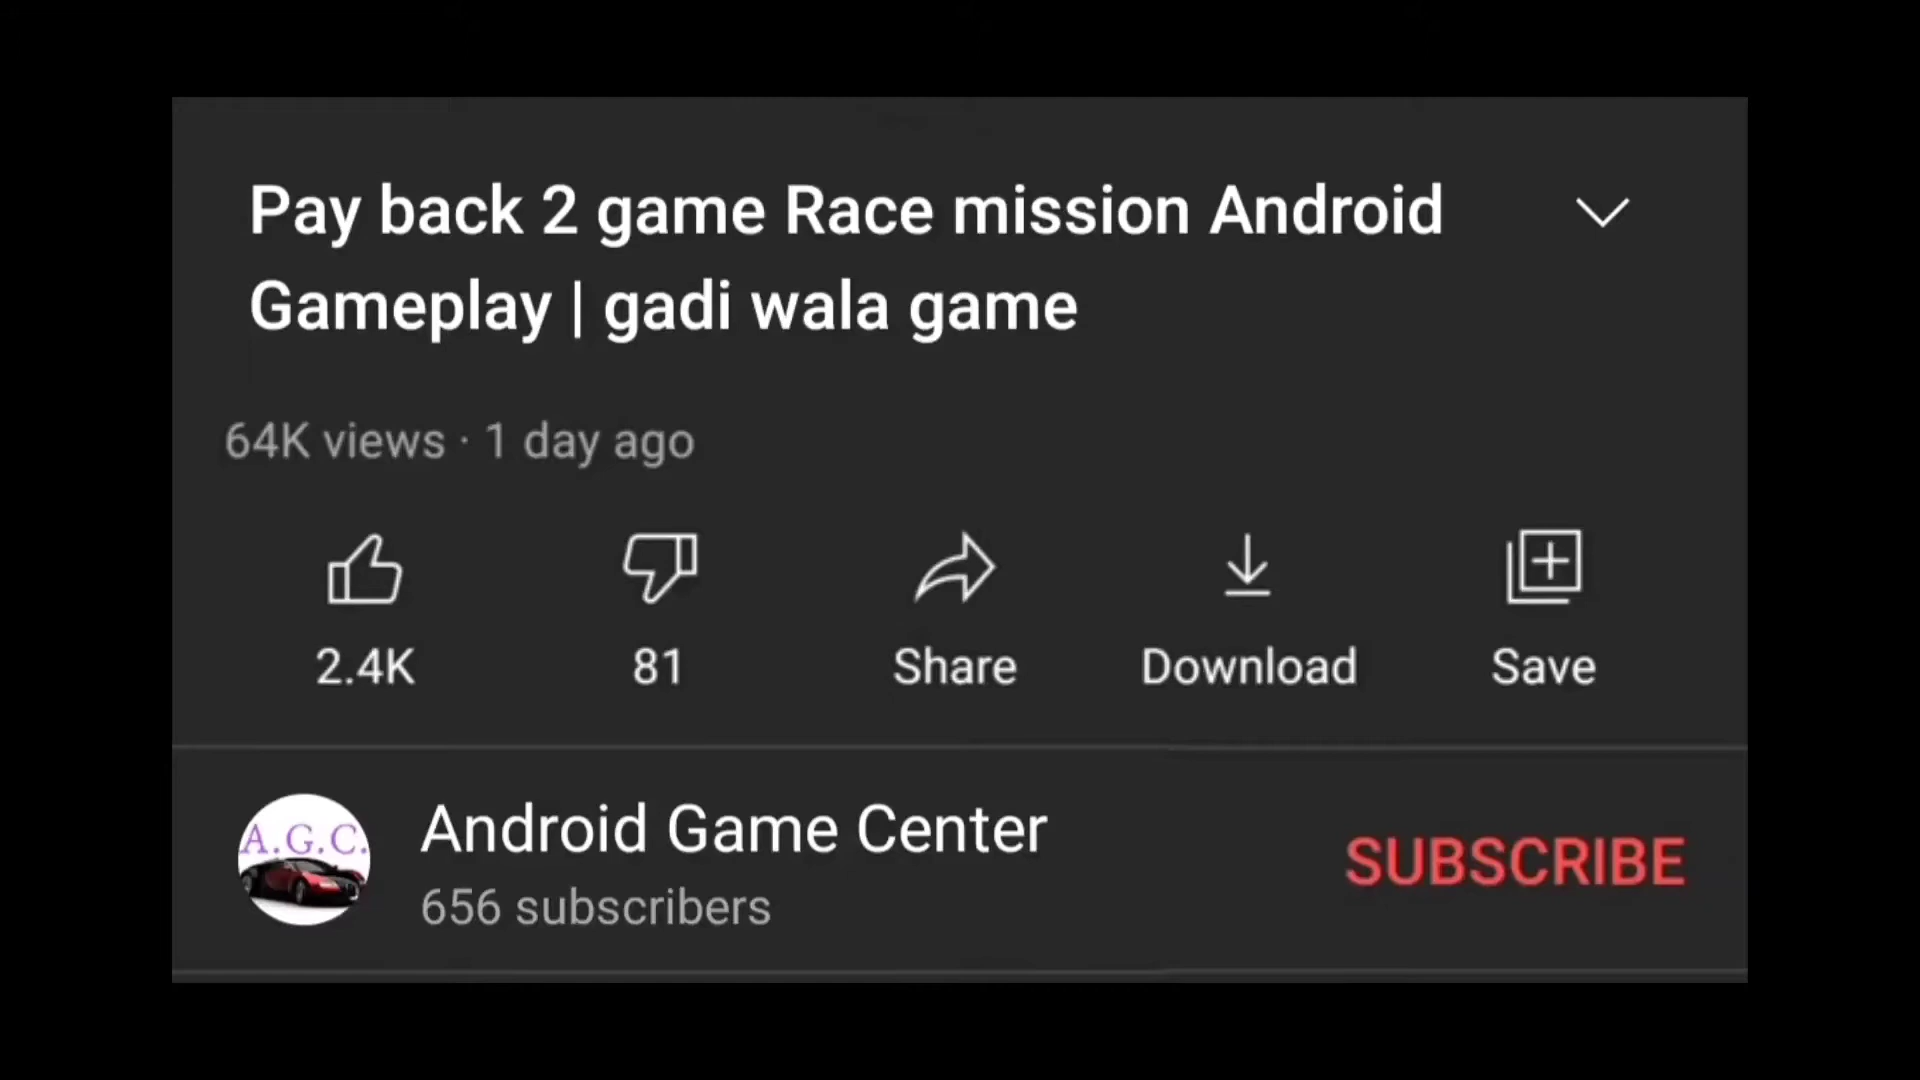 Pay back 2 game Race mission Android
Gameplay | gadi wala game
64K views · 1 day ago
2.4K 81 Share Download Save
A.G.C.
Android Game Center
656 subscribers
SUBSCRIBE